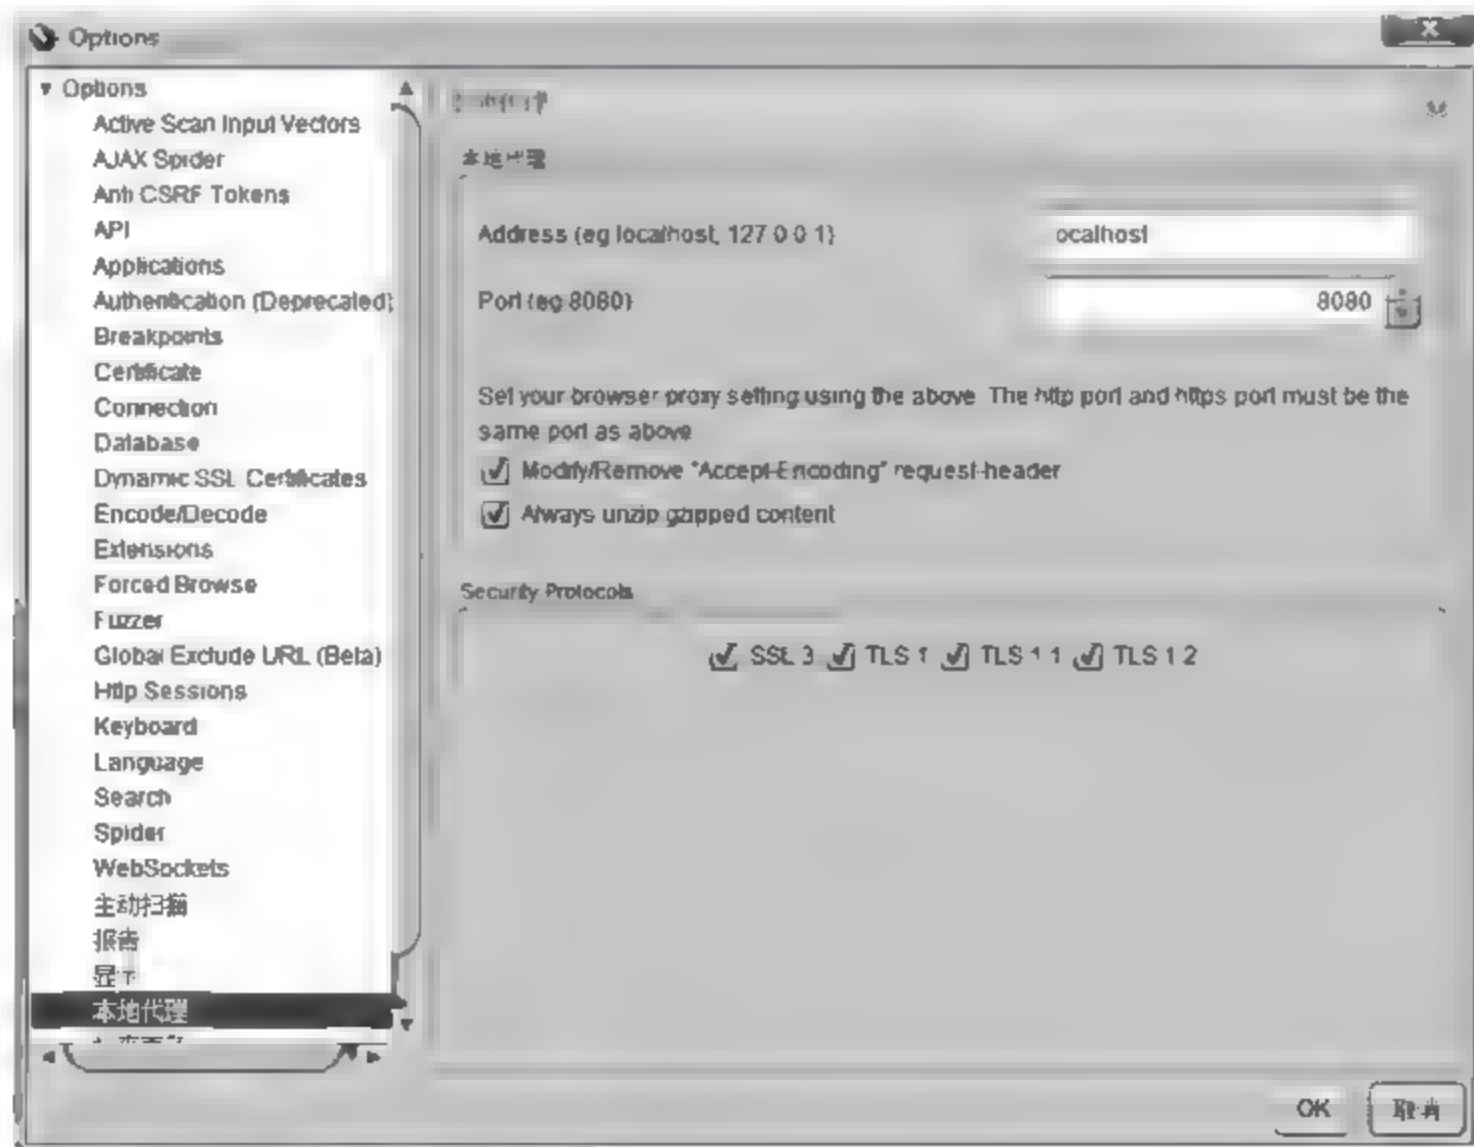 Options
Options
Active Scan Input Vectors
AJAX Spider
Anti CSRF Tokens
API
Applications
Authentication (Deprecated)
Breakpoints
Certificate
Connection
Database
Dynamic SSL Certificates
Encode/Decode
Extensions
Forced Browse
Fuzzer
Global Exclude URL (Beta)
Http Sessions
Keyboard
Language
Search
Spider
WebSockets
主动扫描
报告
显示
本地代理
本地代理
Address (eg localhost, 127.0.0.1)
ocalhost
Port (eg 8080)
8080
Set your browser proxy setting using the above. The http port and https port must be the
same port as above
Modify/Remove "Accept-Encoding" request-header
Always unzip gzipped content
Security Protocols
SSL 3 TLS 1 TLS 1.1 TLS 1.2
OK
取消